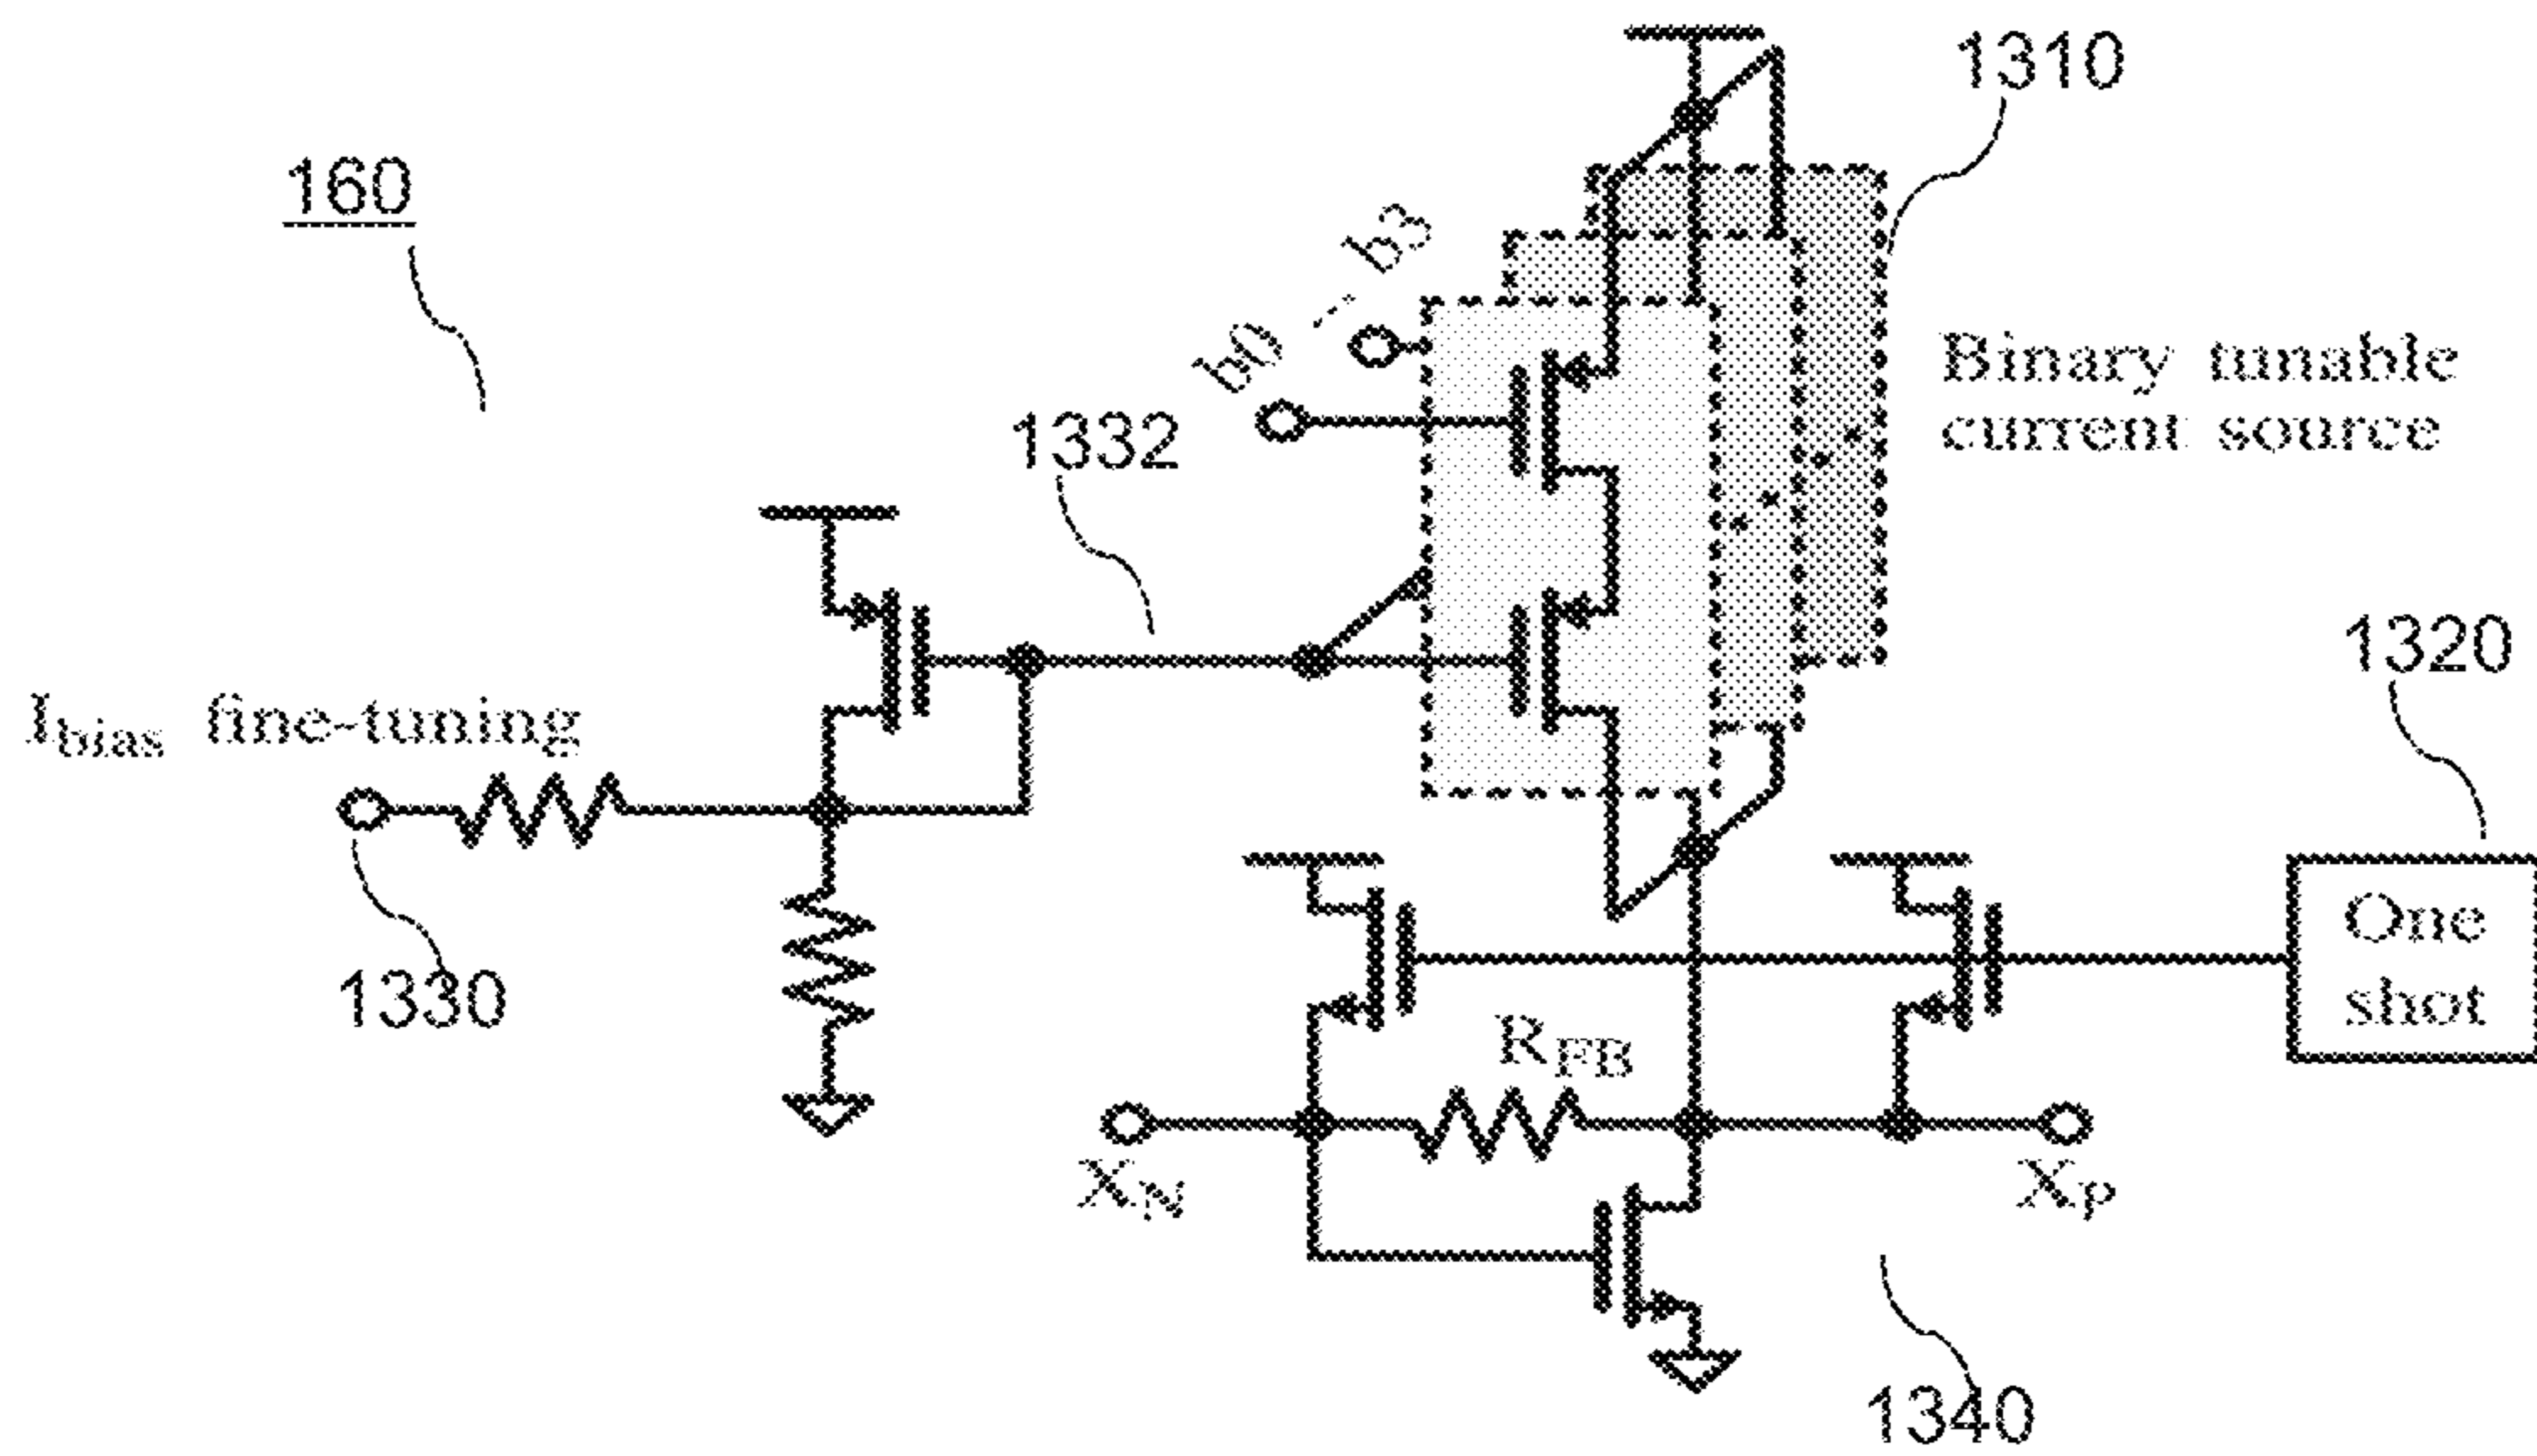 1310
160
b0 -- b3
Binary tunable
current source
1332
1320
Ibias fine-tuning
One
shot
1330
RFB
XN
XP
1340